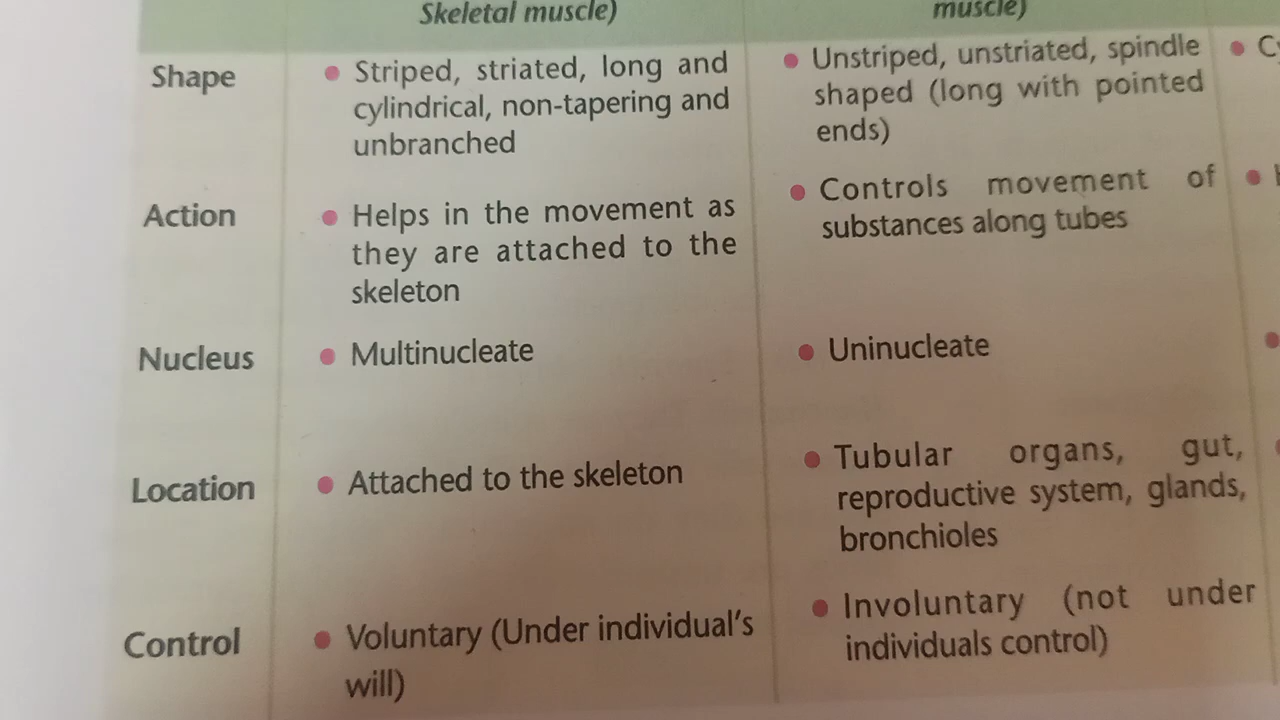 Skeletal muscle)
muscle)
Shape
Striped, striated, long and
cylindrical, non-tapering and
unbranched
Unstriped, unstriated, spindle
shaped (long with pointed
ends)
Action
Helps in the movement as
they are attached to the
skeleton
Controls movement of
substances along tubes
Nucleus
Multinucleate
Uninucleate
Location
Attached to the skeleton
Tubular organs, gut,
reproductive system, glands,
bronchioles
Control
Voluntary (Under individual's
will)
Involuntary (not under
individuals control)